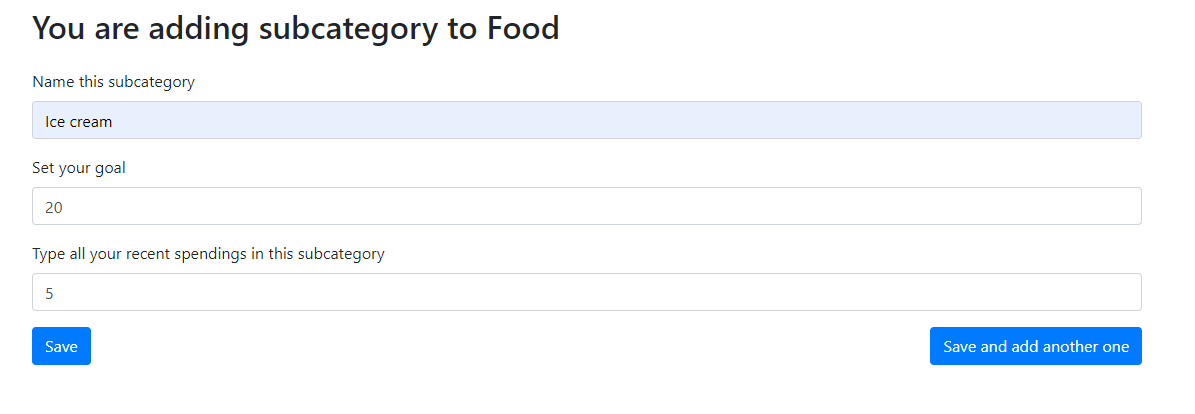 You are adding subcategory to Food
Name this subcategory
Ice cream
Set your goal
20
Type all your recent spendings in this subcategory
5
Save
Save and add another one